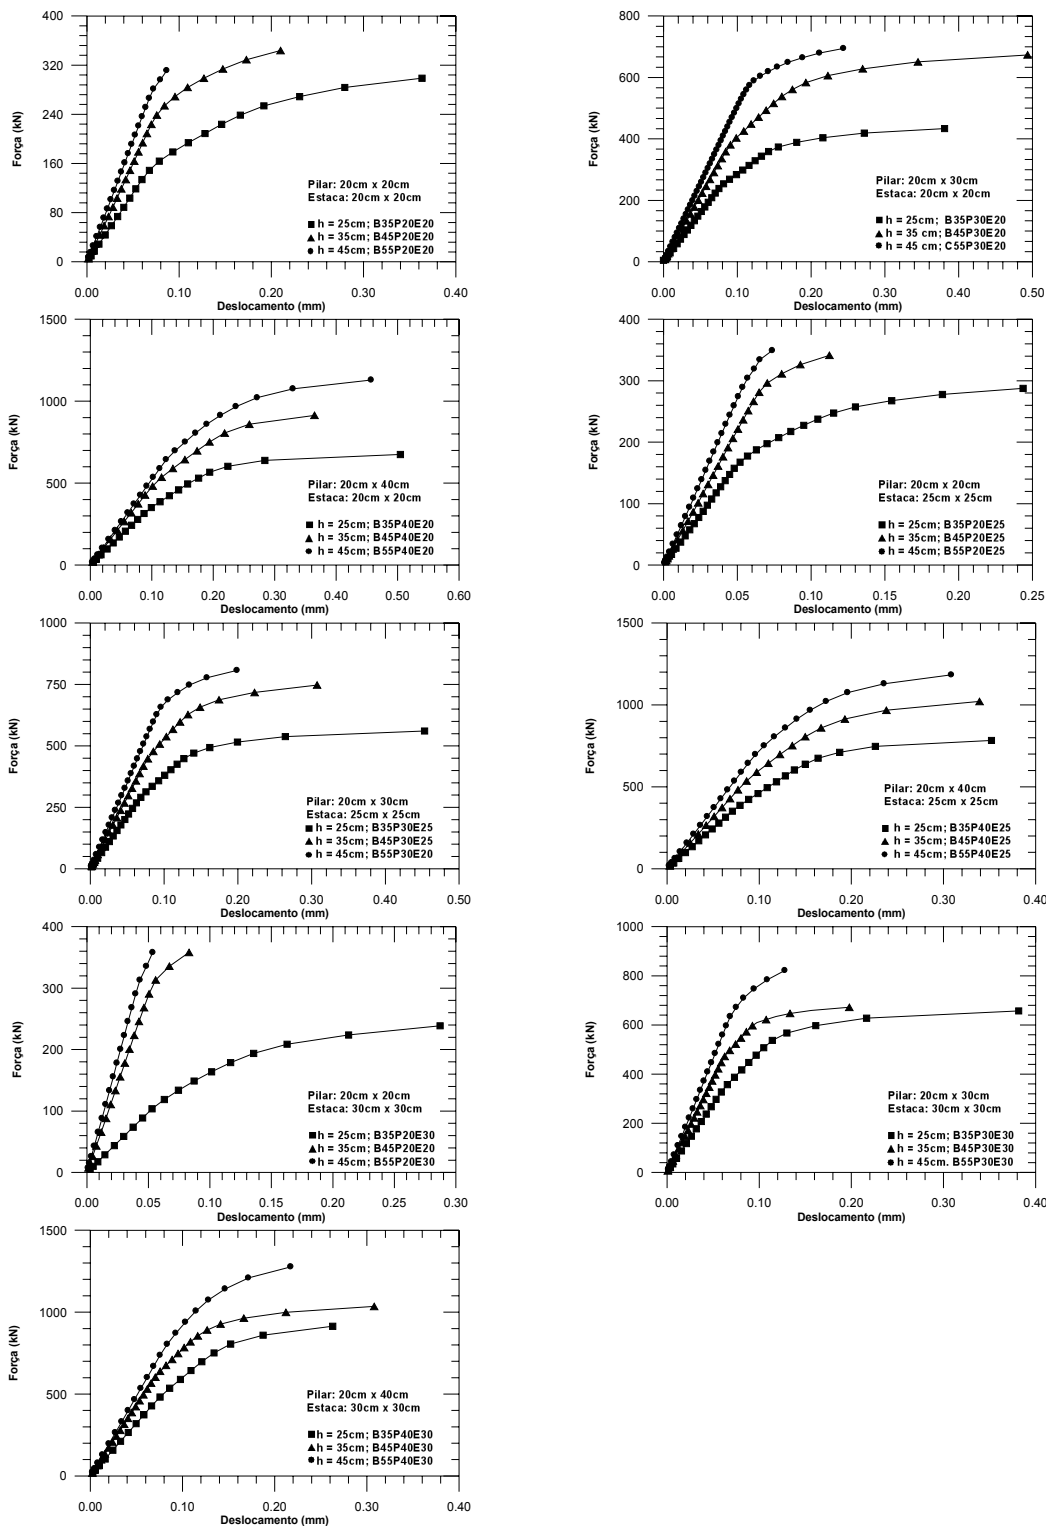 400
320
240
160
80
0
Força (kN)
0.00 0.10 0.20 0.30 0.40
Deslocamento (mm)
Pilar: 20cm x 20cm
Estaca: 20cm x 20cm
h = 25cm; B35P20E20
h = 35cm; B45P20E20
h = 45cm; B55P20E20
800
600
400
200
0
Força (kN)
0.00 0.10 0.20 0.30 0.40 0.50
Deslocamento (mm)
Pilar: 20cm x 30cm
Estaca: 20cm x 20cm
h = 25cm; B35P30E20
h = 35 cm; B45P30E20
h = 45 cm; C55P30E20
1500
1000
500
0
Força (kN)
0.00 0.10 0.20 0.30 0.40 0.50 0.60
Deslocamento (mm)
Pilar: 20cm x 40cm
Estaca: 20cm x 20cm
h = 25cm; B35P40E20
h = 35cm; B45P40E20
h = 45cm; B55P40E20
400
300
200
100
0
Força (kN)
0.00 0.05 0.10 0.15 0.20 0.25
Deslocamento (mm)
Pilar: 20cm x 20cm
Estaca: 25cm x 25cm
h = 25cm; B35P20E25
h = 35cm; B45P20E25
h = 45cm; B55P20E25
1000
750
500
250
0
Força (kN)
0.00 0.10 0.20 0.30 0.40 0.50
Deslocamento (mm)
Pilar: 20cm x 30cm
Estaca: 25cm x 25cm
h = 25cm; B35P30E25
h = 35cm; B45P30E25
h = 45cm; B55P30E20
1500
1000
500
0
Força (kN)
0.00 0.10 0.20 0.30 0.40
Deslocamento (mm)
Pilar: 20cm x 40cm
Estaca: 25cm x 25cm
h = 25cm; B35P40E25
h = 35cm; B45P40E25
h = 45cm; B55P40E25
400
300
200
100
0
Força (kN)
0.00 0.05 0.10 0.15 0.20 0.25 0.30
Deslocamento (mm)
Pilar: 20cm x 20cm
Estaca: 30cm x 30cm
h = 25cm; B35P20E30
h = 35cm; B45P20E20
h = 45cm; B55P20E30
1000
800
600
400
200
0
Força (kN)
0.00 0.10 0.20 0.30 0.40
Deslocamento (mm)
Pilar: 20cm x 30cm
Estaca: 30cm x 30cm
h = 25cm; B35P30E30
h = 35cm; B45P30E30
h = 45cm. B55P30E30
1500
1000
500
0
Força (kN)
0.00 0.10 0.20 0.30 0.40
Deslocamento (mm)
Pilar: 20cm x 40cm
Estaca: 30cm x 30cm
h = 25cm; B35P40E30
h = 35cm; B45P40E30
h = 45cm; B55P40E30